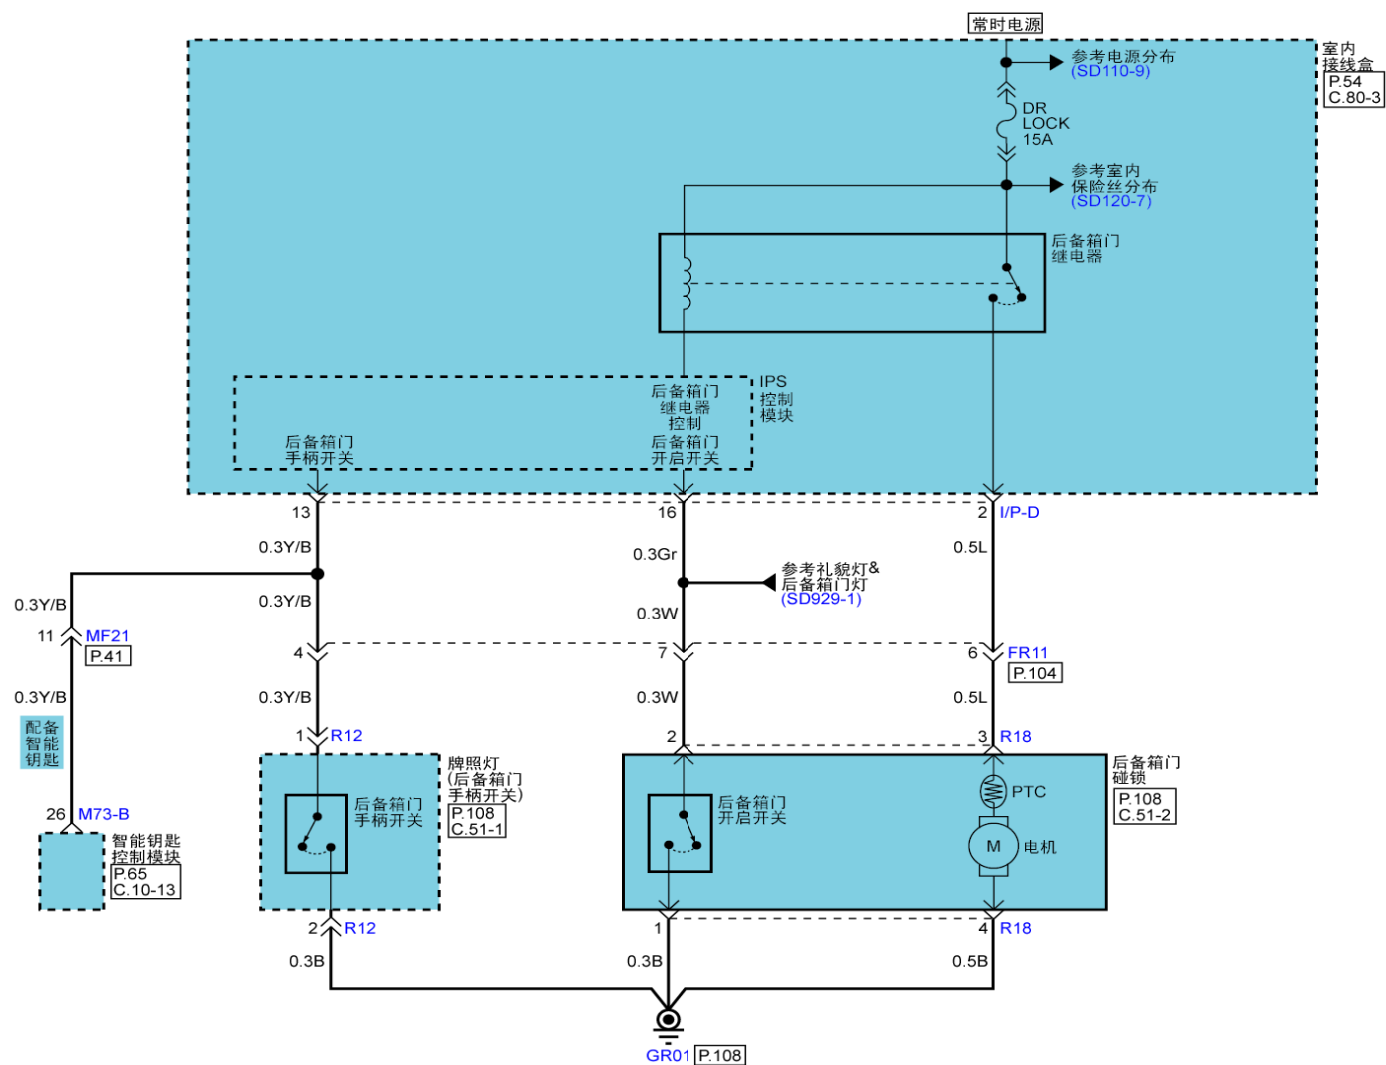 常时电源
参考电源分布
(SD110-9)
室内
接线盒
P.54
C.80-3
DR
LOCK
15A
参考室内
保险丝分布
(SD120-7)
后备箱门
继电器
IPS
控制
模块
后备箱门
继电器
控制
后备箱门
手柄开关
后备箱门
开启开关
13
16
2
I/P-D
0.3Y/B
0.3Gr
0.5L
参考礼貌灯&
后备箱门灯
(SD929-1)
0.3Y/B
0.3Y/B
0.3W
11
MF21
P.41
4
7
6
FR11
P.104
0.3Y/B
0.3Y/B
0.3W
0.5L
配备
智能
钥匙
1
R12
2
3
R18
牌照灯
(后备箱门
手柄开关)
P.108
C.51-1
后备箱门
碰锁
P.108
C.51-2
后备箱门
手柄开关
后备箱门
开启开关
PTC
M
电机
26
M73-B
智能钥匙
控制模块
P.65
C.10-13
2
R12
1
4
R18
0.3B
0.3B
0.5B
GR01
P.108